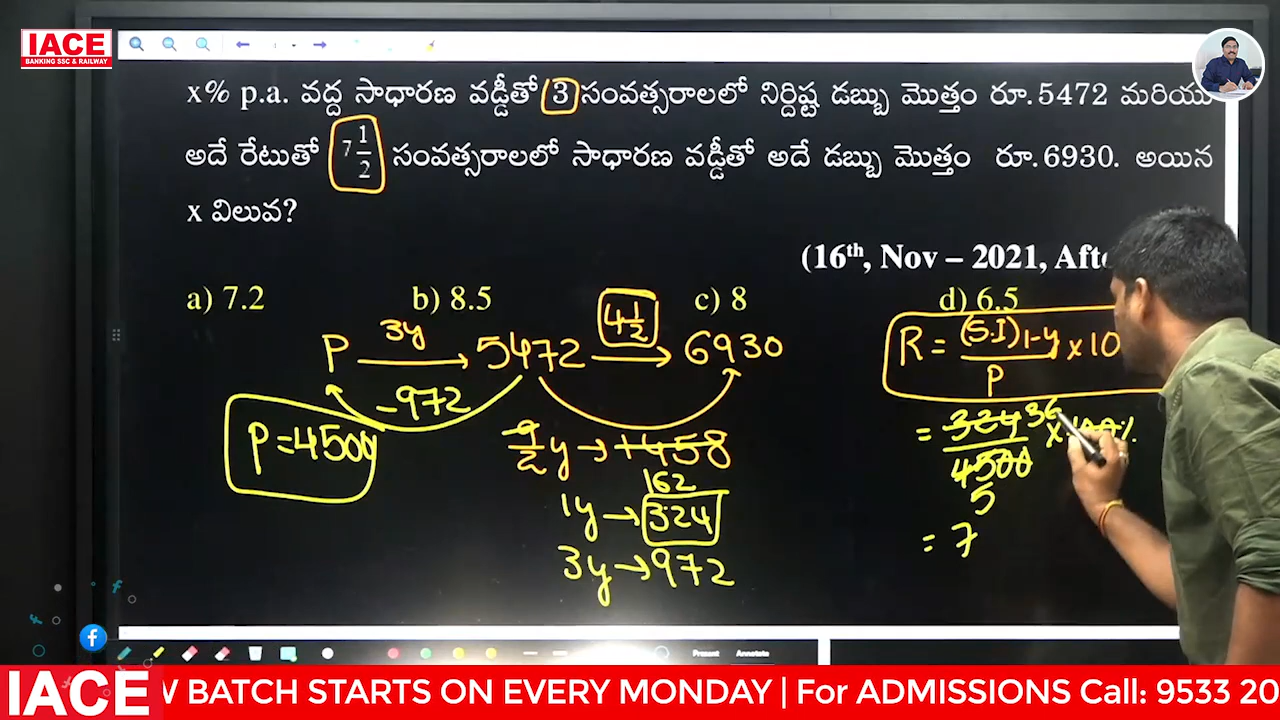 IACE
BANKING SSC & RAILWAY
x% p.a. వద్ద సాధారణ వడ్డీతో 3 సంవత్సరాలలో నిర్దిష్ట డబ్బు మొత్తం రూ.5472 మరియు
అదే రేటుతో 7 1/2 సంవత్సరాలలో సాధారణ వడ్డీతో అదే డబ్బు మొత్తం రూ.6930. అయిన
x విలువ?
(16th, Nov – 2021,
a) 7.2 b) 8.5 c) 8 d) 6.5
P 3y 5472 4 1/2 6930
R = (S.I) 1-y / P × 10
-972
P=4500
9/2 y → +1458
= 324 36 / 4500 × 100%
162
5
1y → 324
= 7
3y → 972
Present Annotate
IACE BATCH STARTS ON EVERY MONDAY | For ADMISSIONS Call: 9533 20